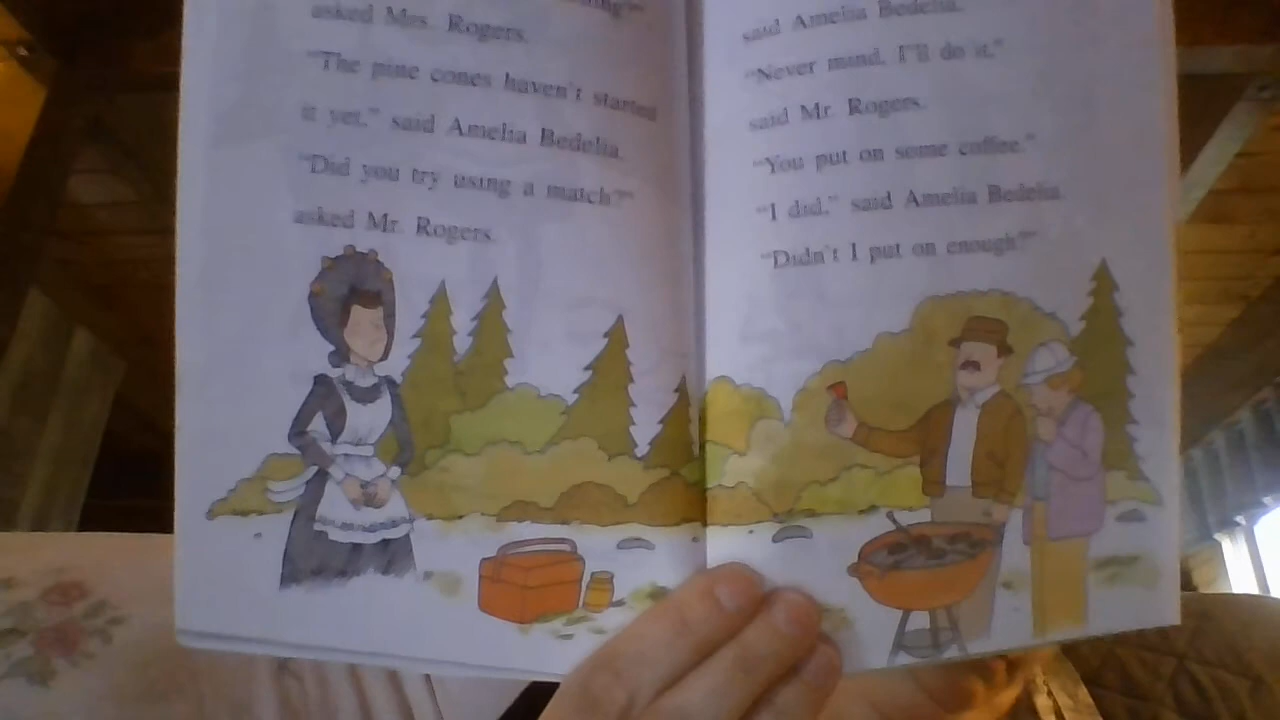 asked Mrs. Rogers.
"The pine cones haven't started
it yet," said Amelia Bedelia.
"Did you try using a match?"
asked Mr. Rogers.
said Amelia Bedelia.
"Never mind, I'll do it,"
said Mr. Rogers.
"You put on some coffee."
"I did," said Amelia Bedelia.
"Didn't I put on enough?"